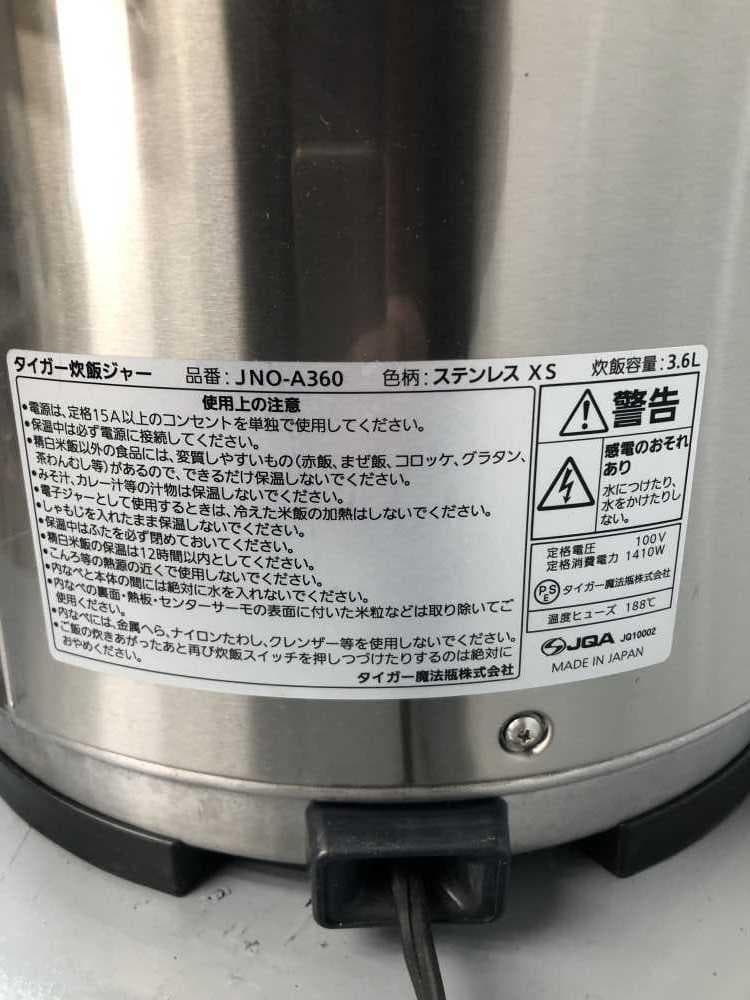 タイガー炊飯ジャー 品番：JNO-A360 色柄：ステンレス XS 炊飯容量：3.6L
使用上の注意
•電源は、定格15A以上のコンセントを単独で使用してください。
•保温中は必ず電源に接続してください。
•精白米飯以外の食品には、変質しやすいもの（赤飯、まぜ飯、コロッケ、グラタン、
茶わんむし等）があるので、できるだけ保温しないでください。
•みそ汁、カレー汁等の汁物は保温しないでください。
•電子ジャーとして使用するときは、冷えた米飯の加熱はしないでください。
•しゃもじを入れたまま保温しないでください。
•保温中はふたを必ず閉めておいてください。
•精白米飯の保温は12時間以内としてください。
•こんろ等の熱源の近くで使用しないでください。
•内なべと本体の間には絶対に水を入れないでください。
•内なべの裏面・熱板・センターサーモの表面に付いた米粒などは取り除いてご
使用ください。
•内なべには、金属へら、ナイロンたわし、クレンザー等を使用しないでください。
•ご飯の炊きあがったあと再び炊飯スイッチを押しつづけたりするのは絶対に
おやめください。
タイガー魔法瓶株式会社
警告
感電のおそれ
あり
水につけたり、
水をかけたりし
ない。
定格電圧 100V
定格消費電力 1410W
PSE タイガー魔法瓶株式会社
温度ヒューズ 188℃
JQA JQ10002
MADE IN JAPAN